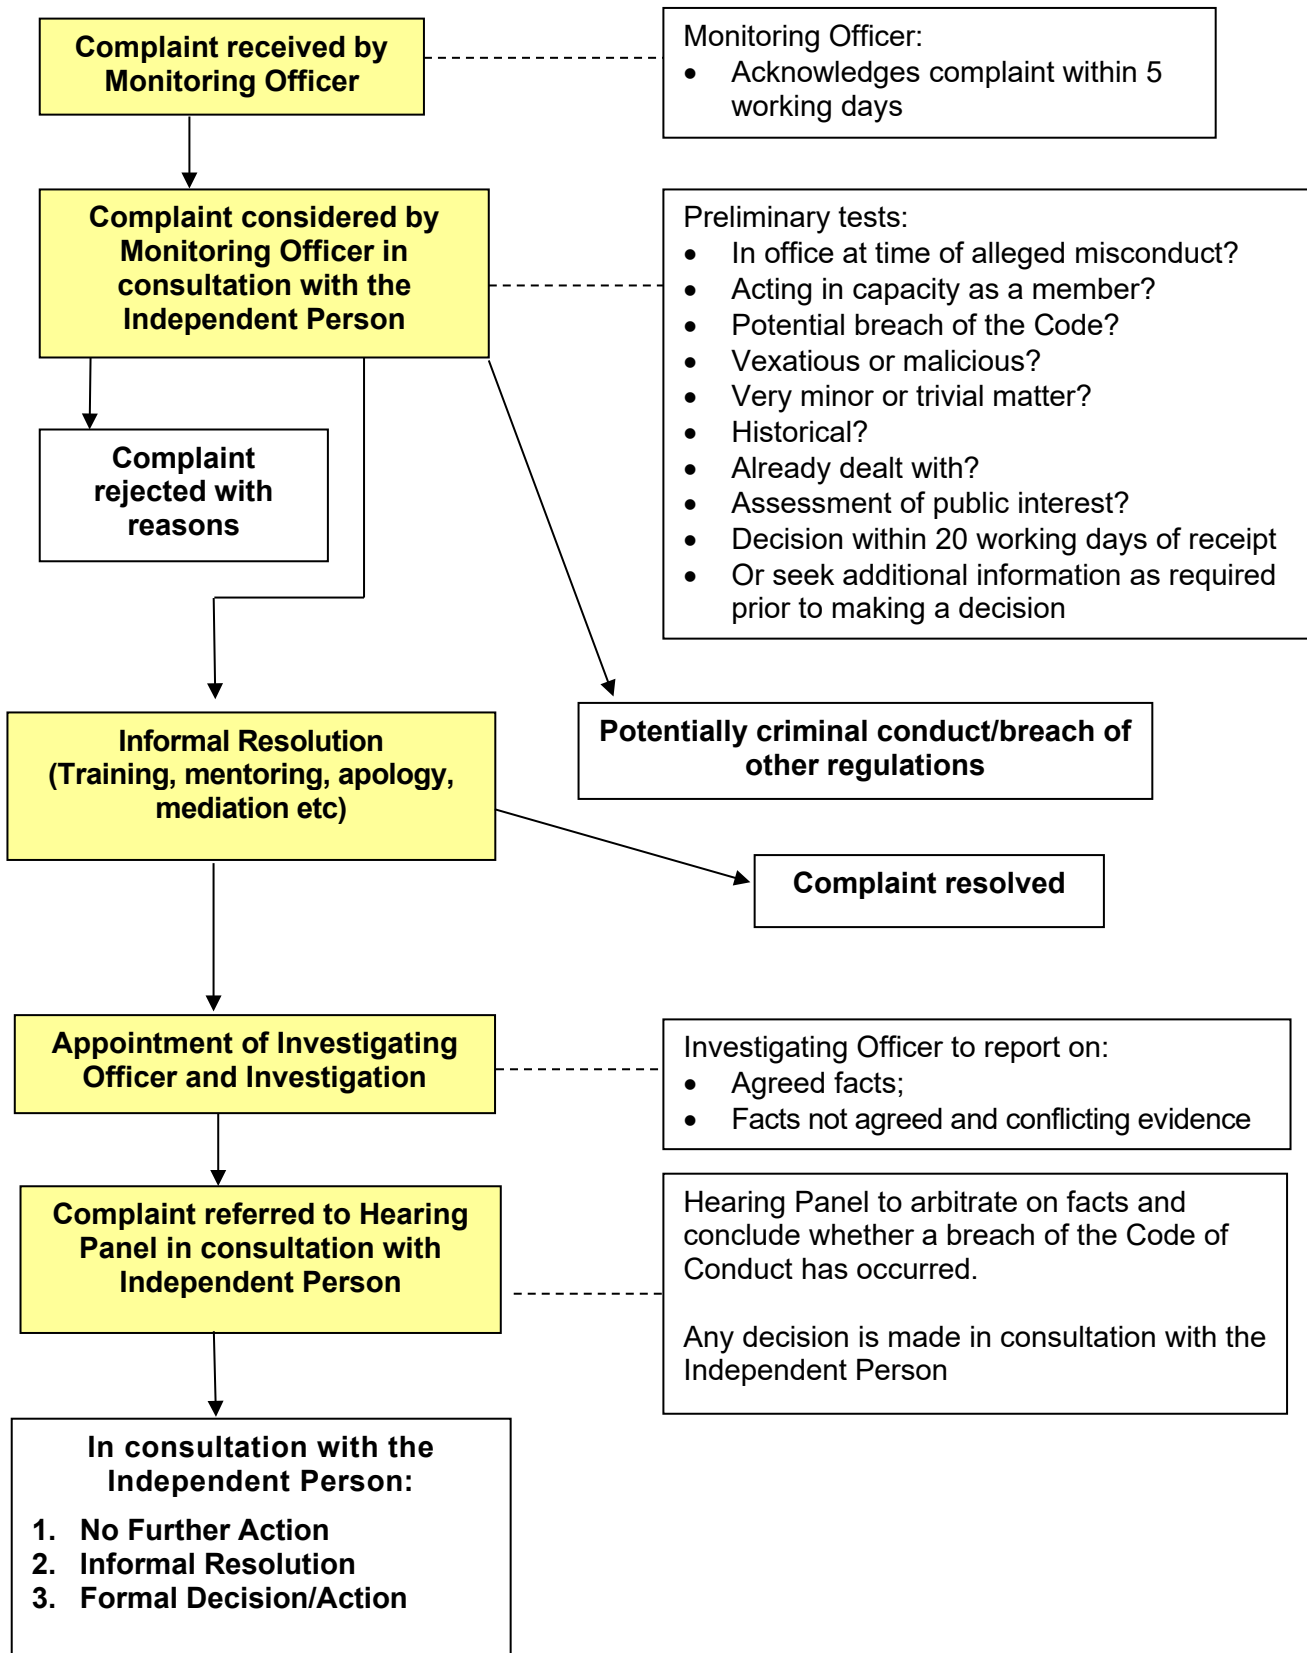 Complaint received by
Monitoring Officer
Monitoring Officer:
• Acknowledges complaint within 5
working days
Complaint considered by
Monitoring Officer in
consultation with the
Independent Person
Preliminary tests:
• In office at time of alleged misconduct?
• Acting in capacity as a member?
• Potential breach of the Code?
• Vexatious or malicious?
• Very minor or trivial matter?
• Historical?
• Already dealt with?
• Assessment of public interest?
• Decision within 20 working days of receipt
• Or seek additional information as required
prior to making a decision
Complaint
rejected with
reasons
Informal Resolution
(Training, mentoring, apology,
mediation etc)
Potentially criminal conduct/breach of
other regulations
Complaint resolved
Appointment of Investigating
Officer and Investigation
Investigating Officer to report on:
• Agreed facts;
• Facts not agreed and conflicting evidence
Complaint referred to Hearing
Panel in consultation with
Independent Person
Hearing Panel to arbitrate on facts and
conclude whether a breach of the Code of
Conduct has occurred.
Any decision is made in consultation with the
Independent Person
In consultation with the
Independent Person:
1. No Further Action
2. Informal Resolution
3. Formal Decision/Action